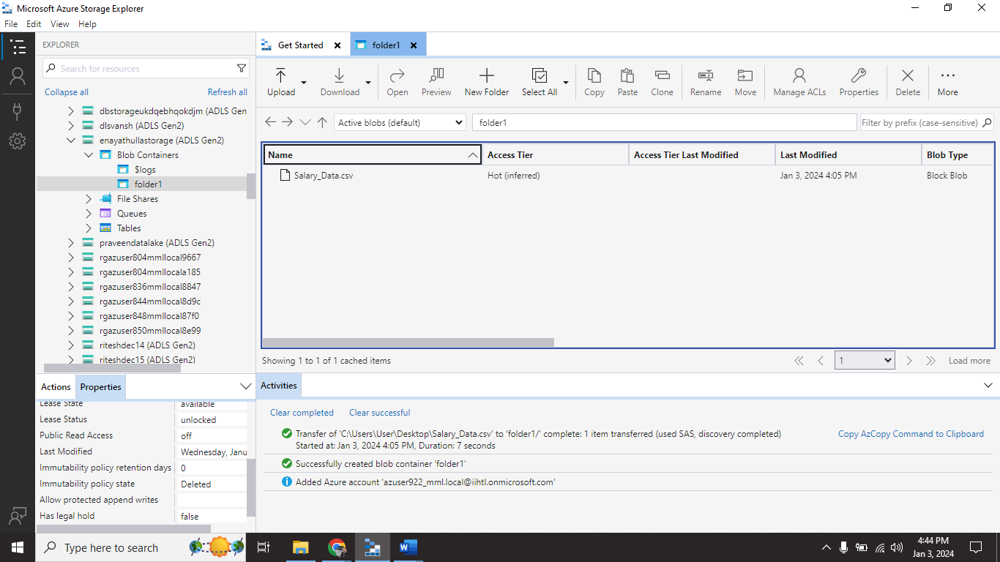 Microsoft Azure Storage Explorer
File Edit View Help
EXPLORER
Search for resources
Collapse all Refresh all
dbstorageukdqebhqokdjm (ADLS Gen
dlsvansh (ADLS Gen2)
enayathullastorage (ADLS Gen2)
Blob Containers
$logs
folder1
File Shares
Queues
Tables
praveendatalake (ADLS Gen2)
rgazuser804mmllocal9667
rgazuser804mmllocala185
rgazuser836mmllocal8847
rgazuser844mmllocal8d9c
rgazuser848mmllocal87f0
rgazuser850mmllocal8e99
riteshdec14 (ADLS Gen2)
riteshdec15 (ADLS Gen2)
Actions Properties
Lease State available
Lease Status unlocked
Public Read Access off
Last Modified Wednesday, Janu
Immutability policy retention days 0
Immutability policy state Deleted
Allow protected append writes
Has legal hold false
Get Started folder1
Upload Download Open Preview New Folder Select All Copy Paste Clone Rename Move Manage ACLs Properties Delete More
Active blobs (default) folder1 Filter by prefix (case-sensitive)
Name Access Tier Access Tier Last Modified Last Modified Blob Type
Salary_Data.csv Hot (inferred) Jan 3, 2024 4:05 PM Block Blob
Showing 1 to 1 of 1 cached items 1 Load more
Activities
Clear completed Clear successful
Transfer of 'C:\Users\User\Desktop\Salary_Data.csv' to 'folder1/' complete: 1 item transferred (used SAS, discovery completed) Copy AzCopy Command to Clipboard
Started at: Jan 3, 2024 4:05 PM, Duration: 7 seconds
Successfully created blob container 'folder1'
Added Azure account 'azuser922_mml.local@iihtl.onmicrosoft.com'
Type here to search
4:44 PM
Jan 3, 2024